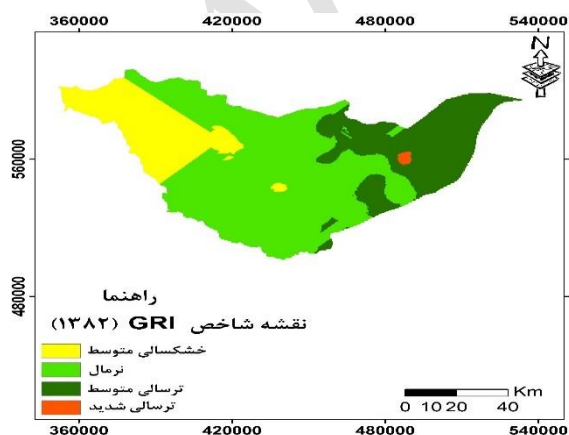 360000 420000 480000 540000
N
560000
480000
راهنما
نقشه شاخص GRI (۱۳۸۲)
خشکسالی متوسط
نرمال
ترسالی متوسط
ترسالی شدید
Km
0 10 20 40
360000 420000 480000 540000